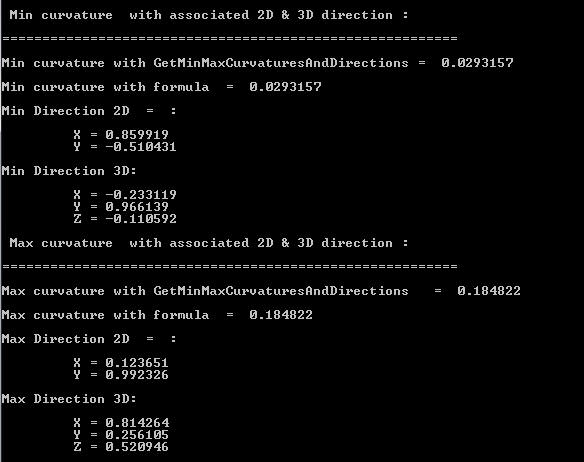 Min curvature  with associated 2D & 3D direction :
=========================================================
Min curvature with GetMinMaxCurvaturesAndDirections =  0.0293157
Min curvature with formula  =  0.0293157
Min Direction 2D  =  :
X = 0.859919
Y = -0.510431
Min Direction 3D:
X = -0.233119
Y = 0.966139
Z = -0.110592
Max curvature  with associated 2D & 3D direction :
=========================================================
Max curvature with GetMinMaxCurvaturesAndDirections   =  0.184822
Max curvature with formula  =  0.184822
Max Direction 2D  =  :
X = 0.123651
Y = 0.992326
Max Direction 3D:
X = 0.814264
Y = 0.256105
Z = 0.520946